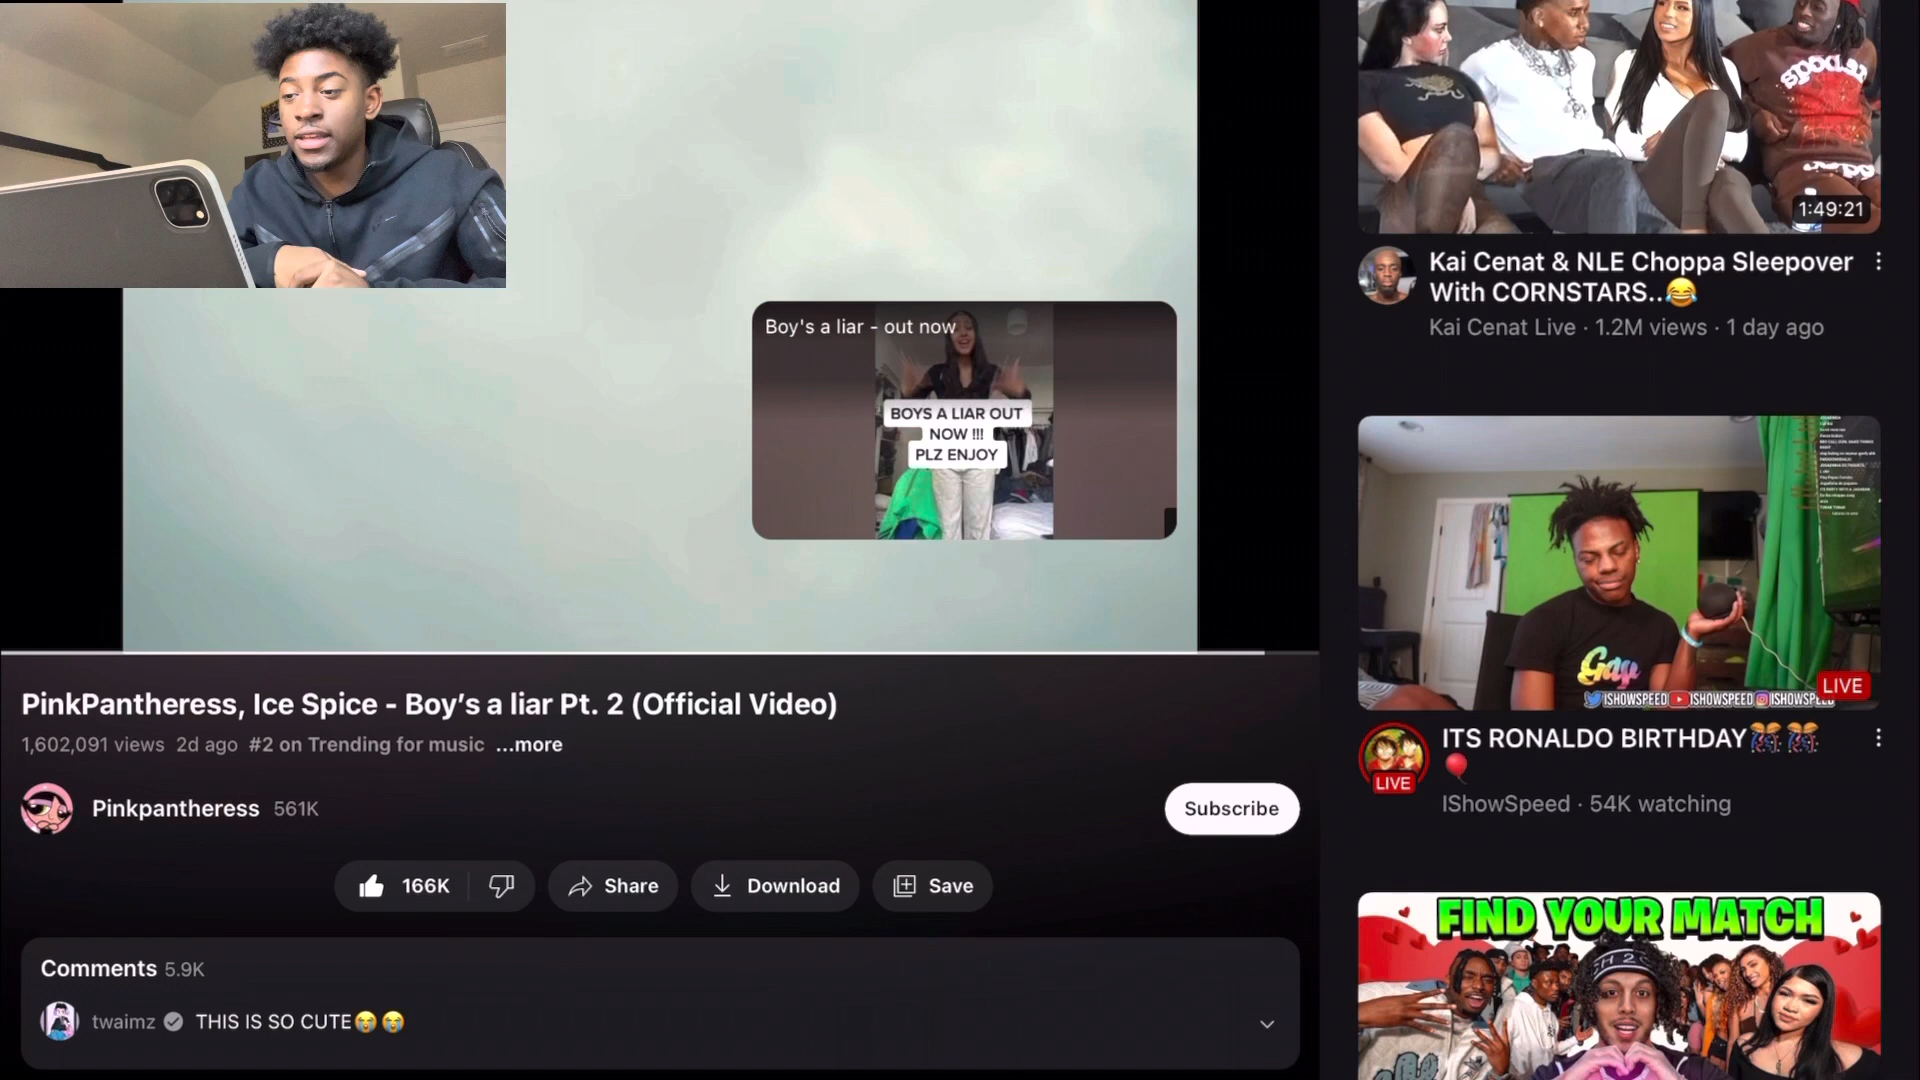 Boy's a liar - out now
BOYS A LIAR OUT
NOW !!!
PLZ ENJOY
PinkPantheress, Ice Spice - Boy’s a liar Pt. 2 (Official Video)
1,602,091 views 2d ago #2 on Trending for music ...more
Pinkpantheress 561K
Subscribe
166K
Share
Download
Save
Comments 5.9K
twaimz THIS IS SO CUTE😭😭
1:49:21
Kai Cenat & NLE Choppa Sleepover
With CORNSTARS..😂
Kai Cenat Live · 1.2M views · 1 day ago
LIVE
ISHOWSPEED ISHOWSPEED
ITS RONALDO BIRTHDAY🎊🎊
🎈
LIVE
IShowSpeed · 54K watching
FIND YOUR MATCH